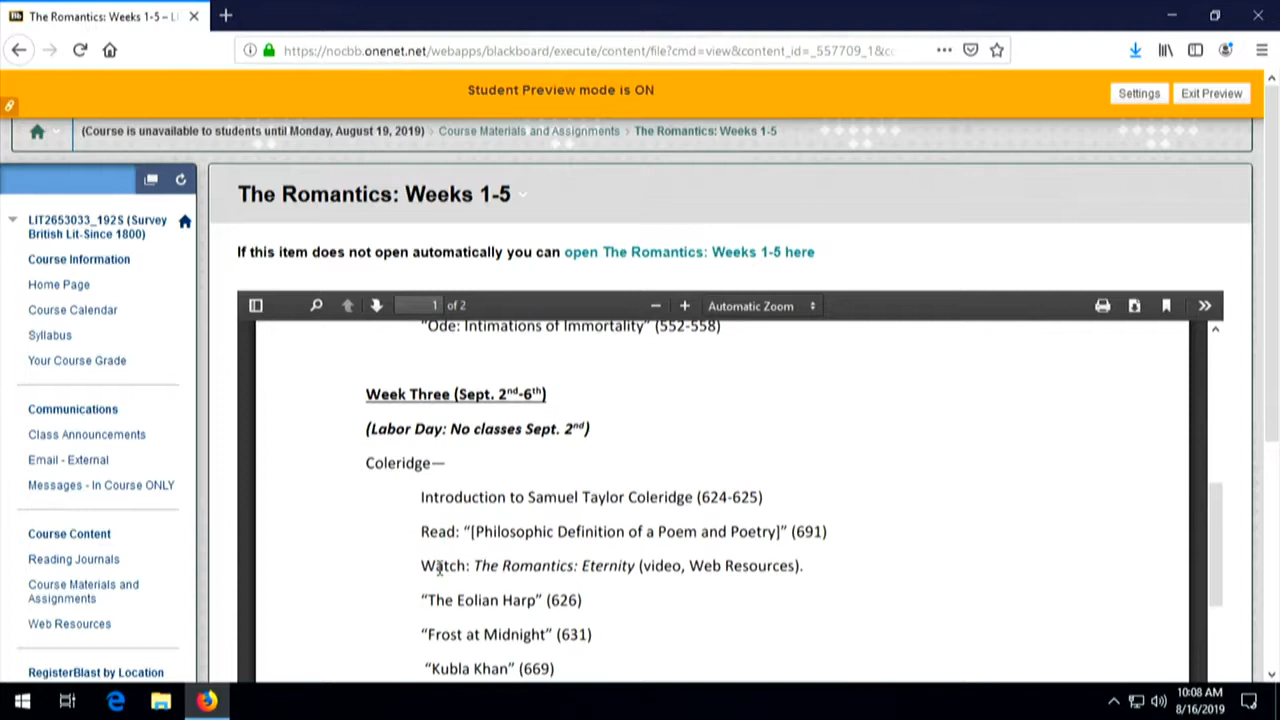 The Romantics: Weeks 1-5 – Li
https://nocbb.onenet.net/webapps/blackboard/execute/content/file?cmd=view&content_id=_557709_1&c
Student Preview mode is ON
Settings
Exit Preview
(Course is unavailable to students until Monday, August 19, 2019)
Course Materials and Assignments
The Romantics: Weeks 1-5
LIT2653033_192S (Survey
British Lit-Since 1800)
Course Information
Home Page
Course Calendar
Syllabus
Your Course Grade
Communications
Class Announcements
Email - External
Messages - In Course ONLY
Course Content
Reading Journals
Course Materials and
Assignments
Web Resources
RegisterBlast by Location
The Romantics: Weeks 1-5
If this item does not open automatically you can open The Romantics: Weeks 1-5 here
1 of 2
Automatic Zoom
“Ode: Intimations of Immortality” (552-558)
Week Three (Sept. 2nd-6th)
(Labor Day: No classes Sept. 2nd)
Coleridge—
Introduction to Samuel Taylor Coleridge (624-625)
Read: “[Philosophic Definition of a Poem and Poetry]” (691)
Watch: The Romantics: Eternity (video, Web Resources).
“The Eolian Harp” (626)
“Frost at Midnight” (631)
“Kubla Khan” (669)
10:08 AM
8/16/2019